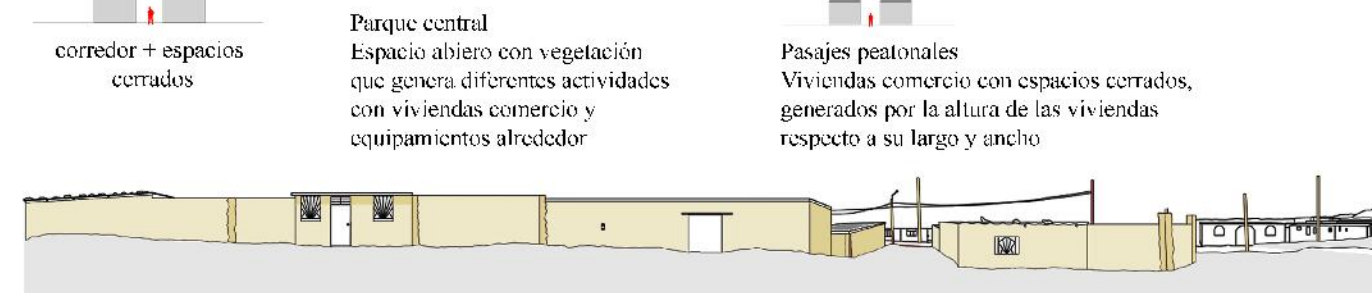 corredor + espacios
cerrados
Parque central
Espacio abiero con vegetación
que genera diferentes actividades
con viviendas comercio y
equipamientos alrededor
Pasajes peatonales
Viviendas comercio con espacios cerrados,
generados por la altura de las viviendas
respecto a su largo y ancho